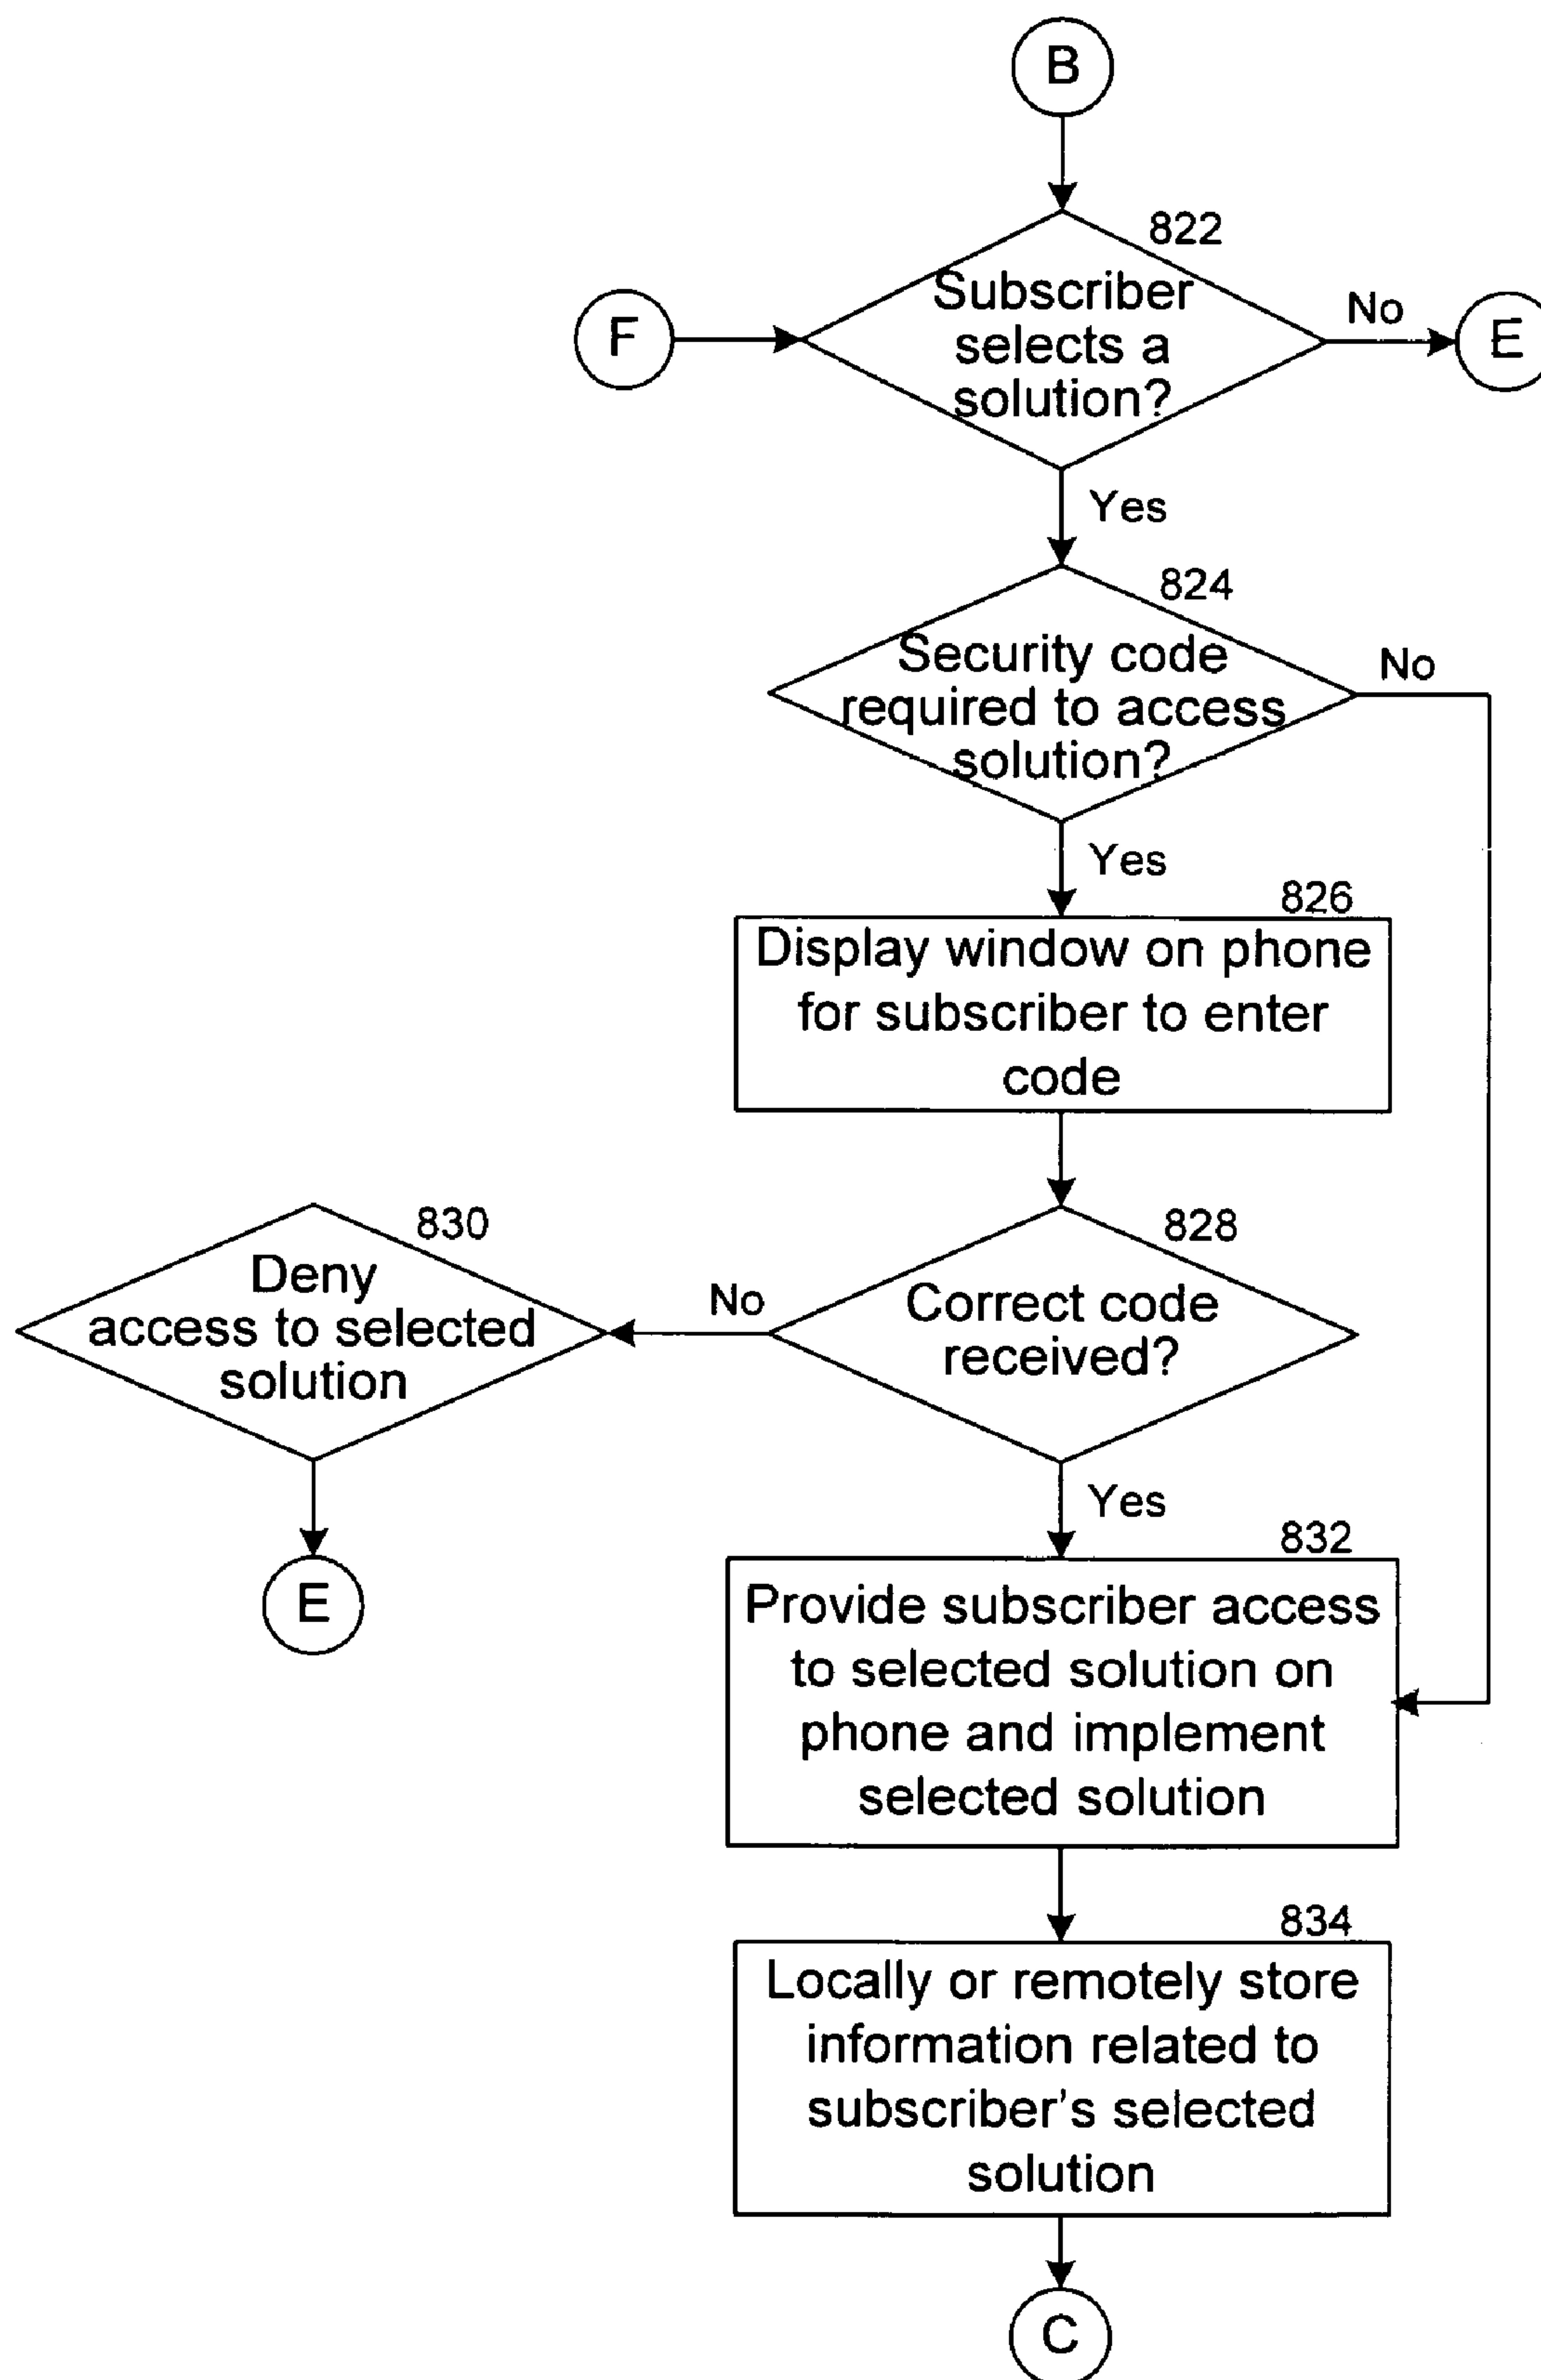 B
822
Subscriber
selects a
solution?
F
No
E
Yes
824
Security code
required to access
solution?
No
Yes
826
Display window on phone
for subscriber to enter
code
830
Deny
access to selected
solution
No
828
Correct code
received?
Yes
E
832
Provide subscriber access
to selected solution on
phone and implement
selected solution
834
Locally or remotely store
information related to
subscriber's selected
solution
C